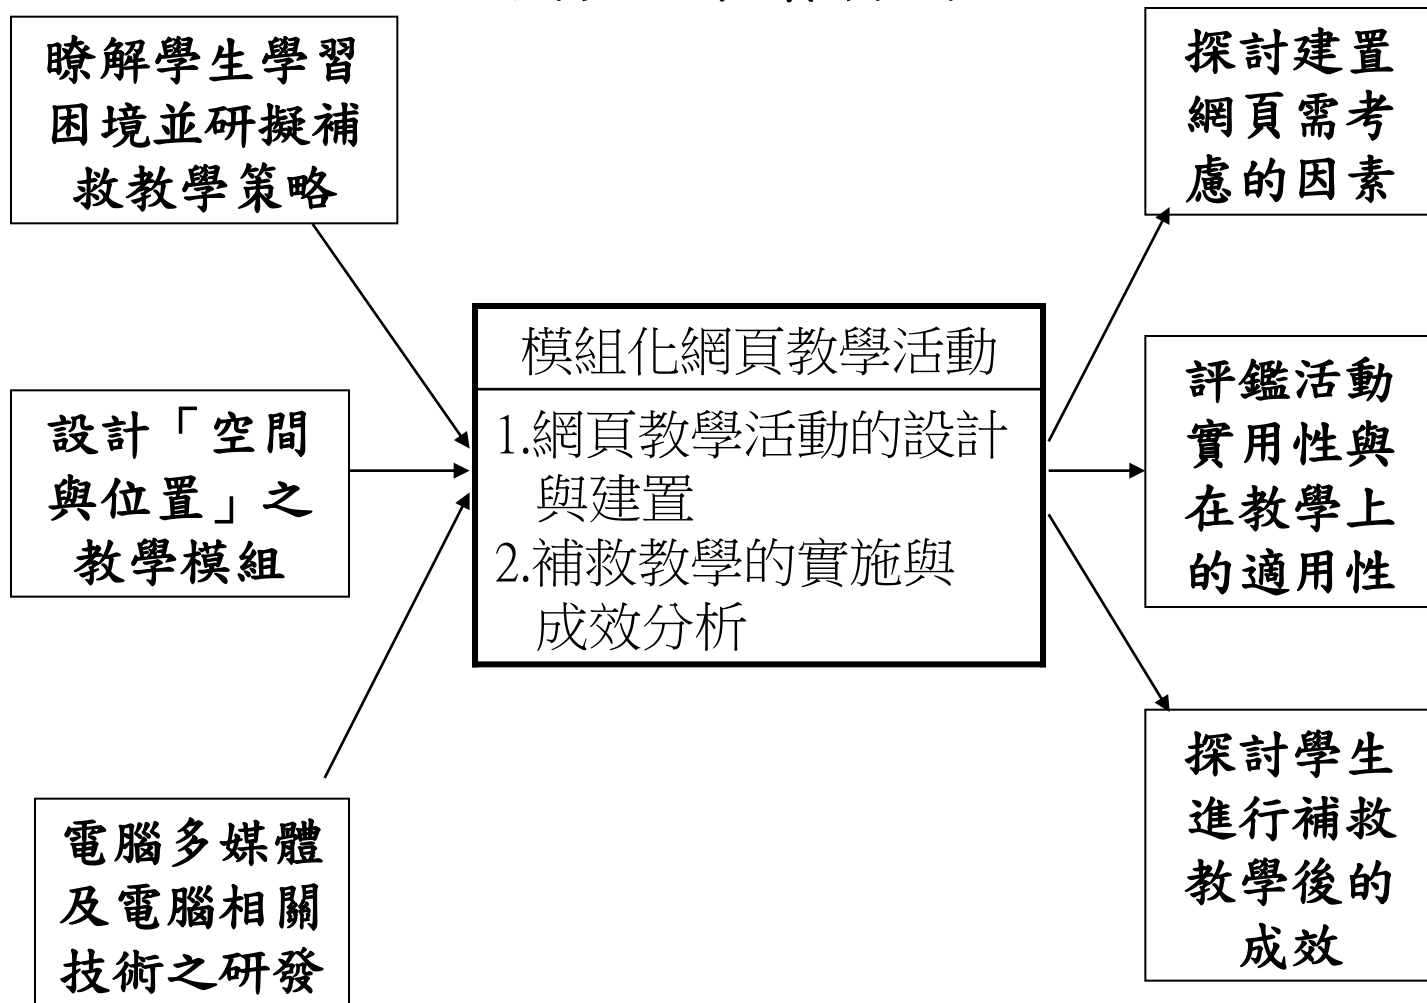 瞭解學生學習
困境並研擬補
救教學策略
設計「空間
與位置」之
教學模組
電腦多媒體
及電腦相關
技術之研發
模組化網頁教學活動
1.網頁教學活動的設計
與建置
2.補救教學的實施與
成效分析
探討建置
網頁需考
慮的因素
評鑑活動
實用性與
在教學上
的適用性
探討學生
進行補救
教學後的
成效